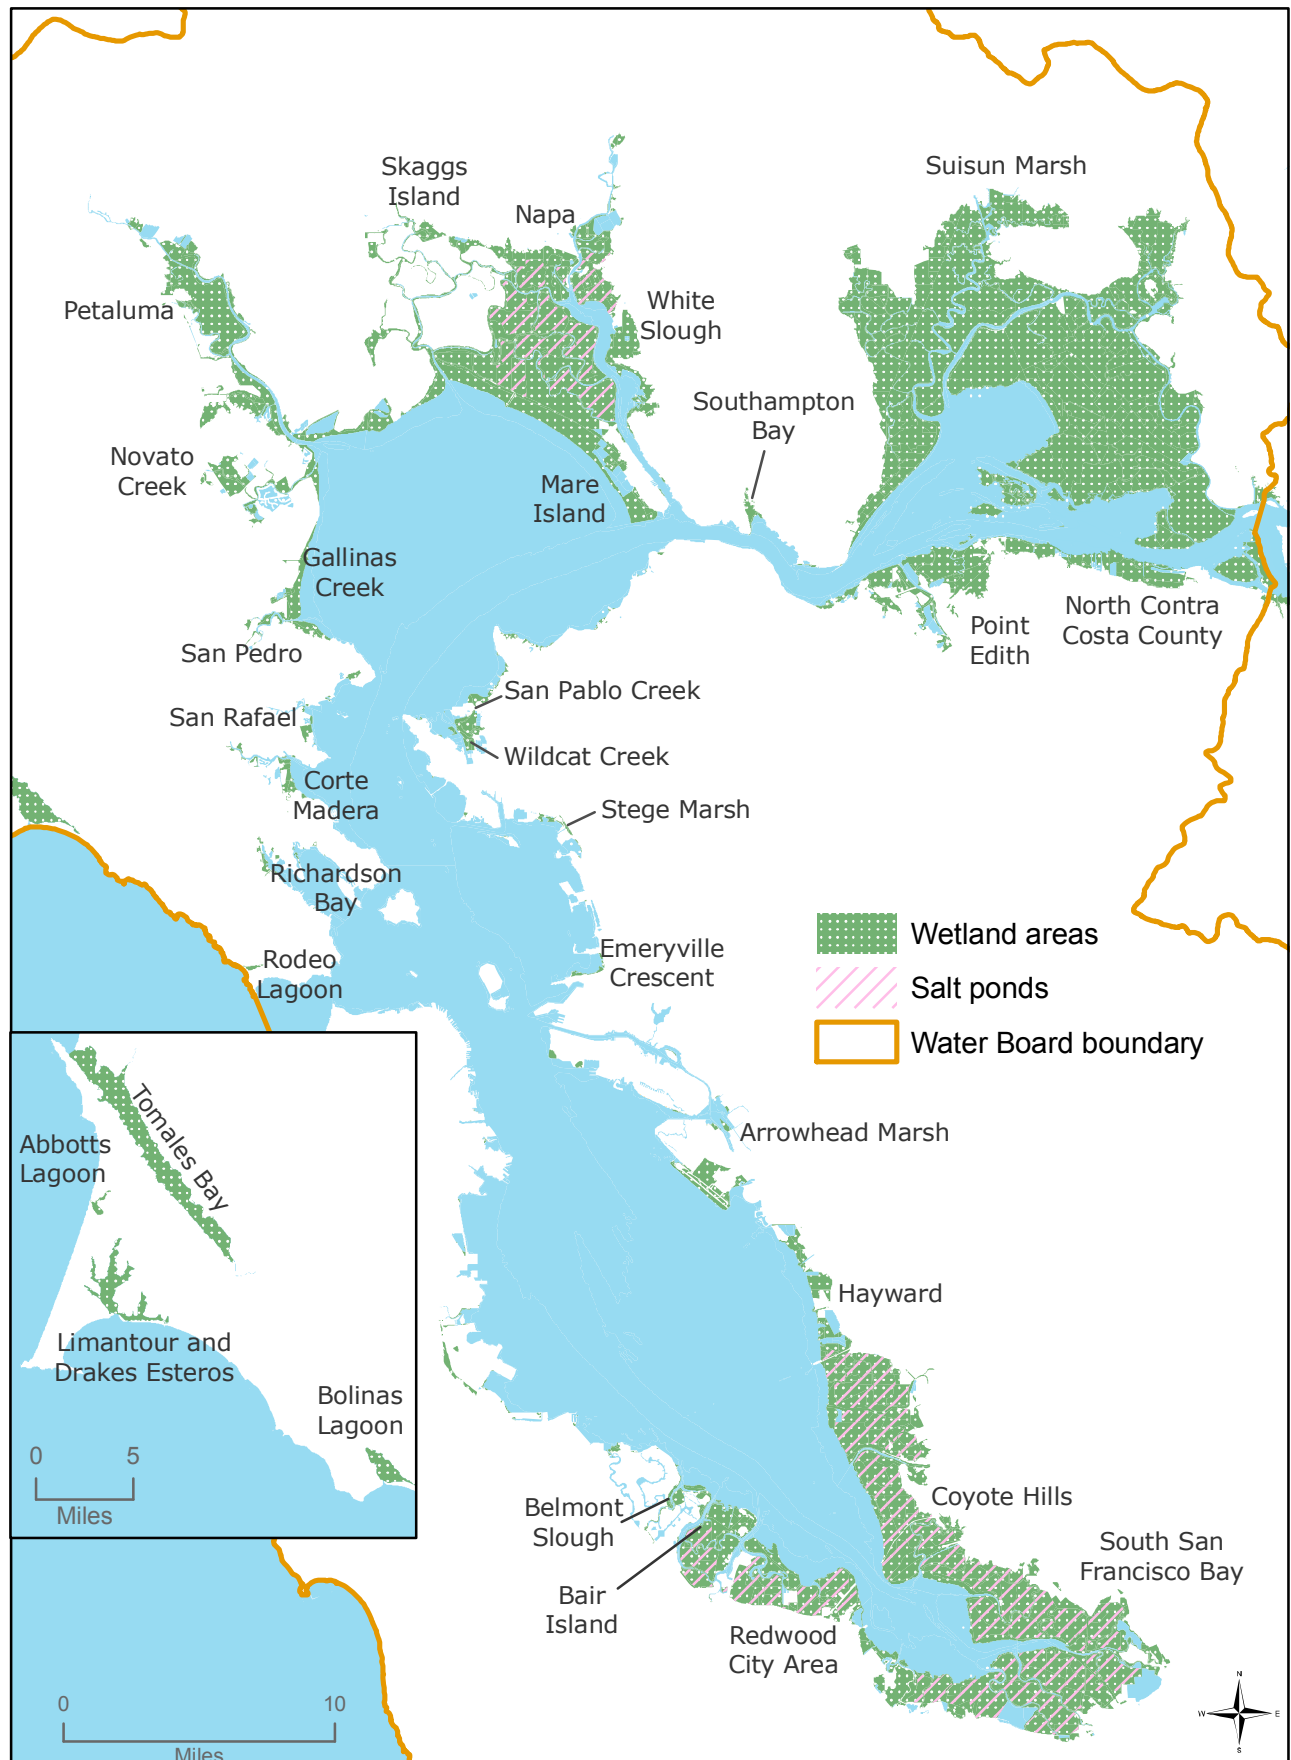 Skaggs
Island
Napa
Suisun Marsh
Petaluma
White
Slough
Southampton
Bay
Novato
Creek
Mare
Island
Gallinas
Creek
San Pedro
Point
Edith
North Contra
Costa County
San Rafael
San Pablo Creek
Wildcat Creek
Corte
Madera
Stege Marsh
Richardson
Bay
Rodeo
Lagoon
Emeryville
Crescent
Wetland areas
Salt ponds
Water Board boundary
Tomales Bay
Abbotts
Lagoon
Limantour and
Drakes Esteros
Bolinas
Lagoon
0 5
Miles
Arrowhead Marsh
Hayward
Coyote Hills
South San
Francisco Bay
Belmont
Slough
Bair
Island
Redwood
City Area
0 10
Miles
N
W E
S